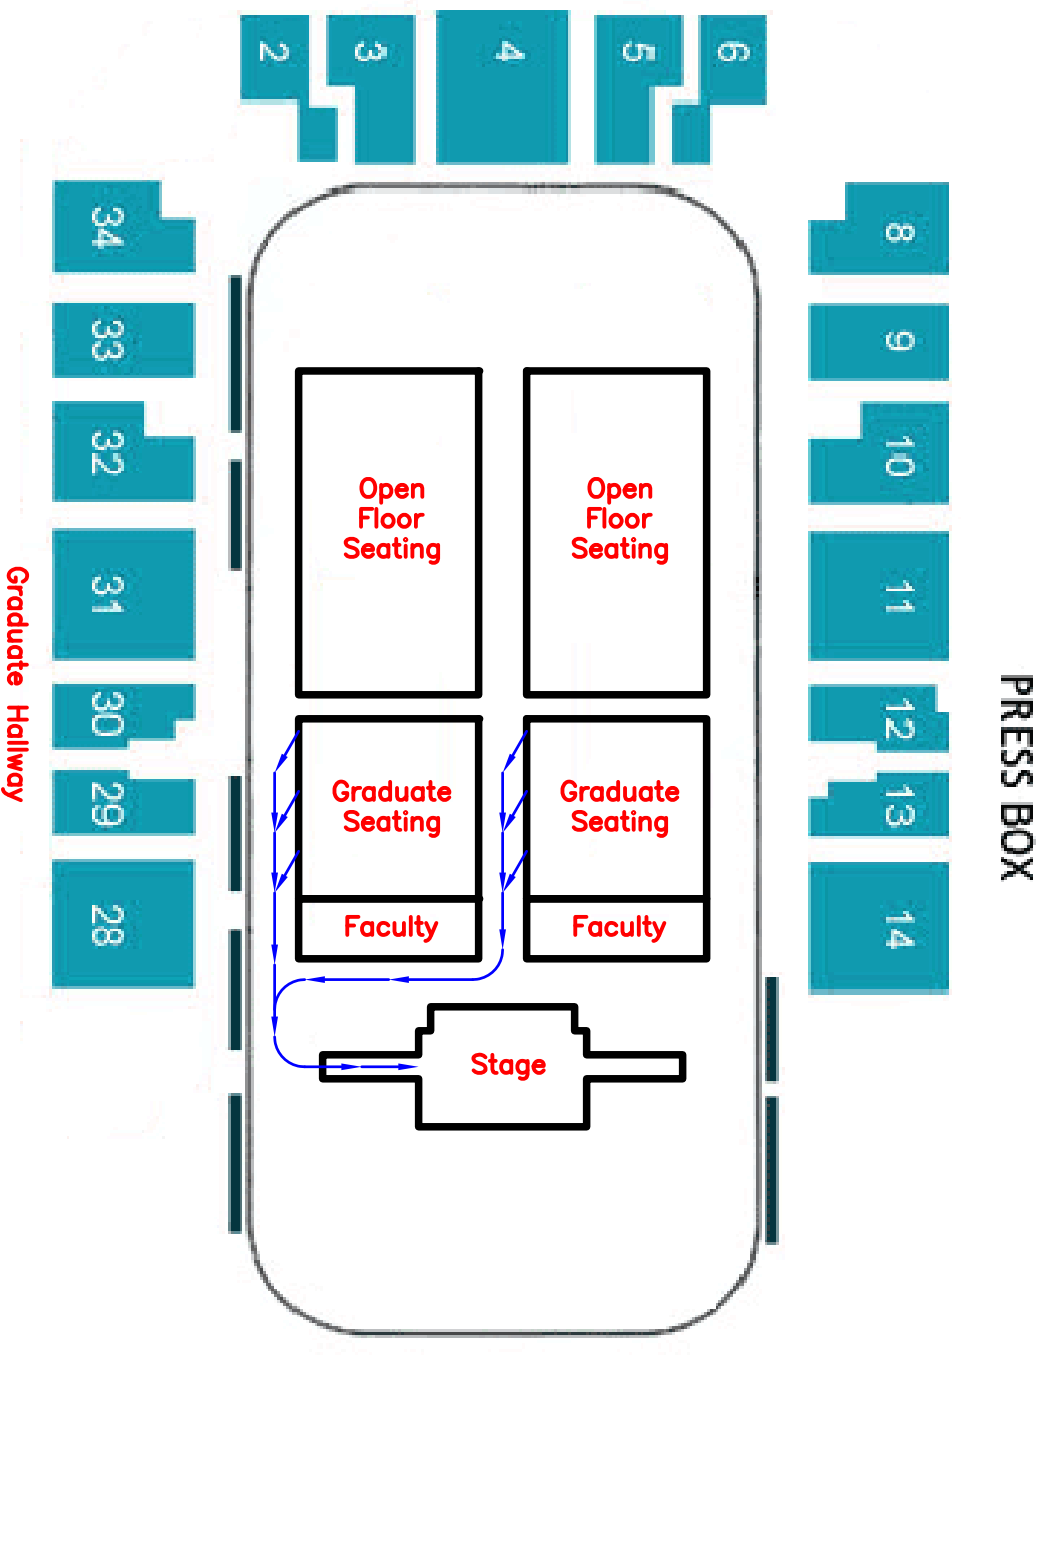 2
3
4
5
6
34
8
33
9
32
10
Open
Floor
Seating
Open
Floor
Seating
31
11
Graduate Hallway
PRESS BOX
30
12
29
13
Graduate
Seating
Graduate
Seating
28
14
Faculty
Faculty
Stage